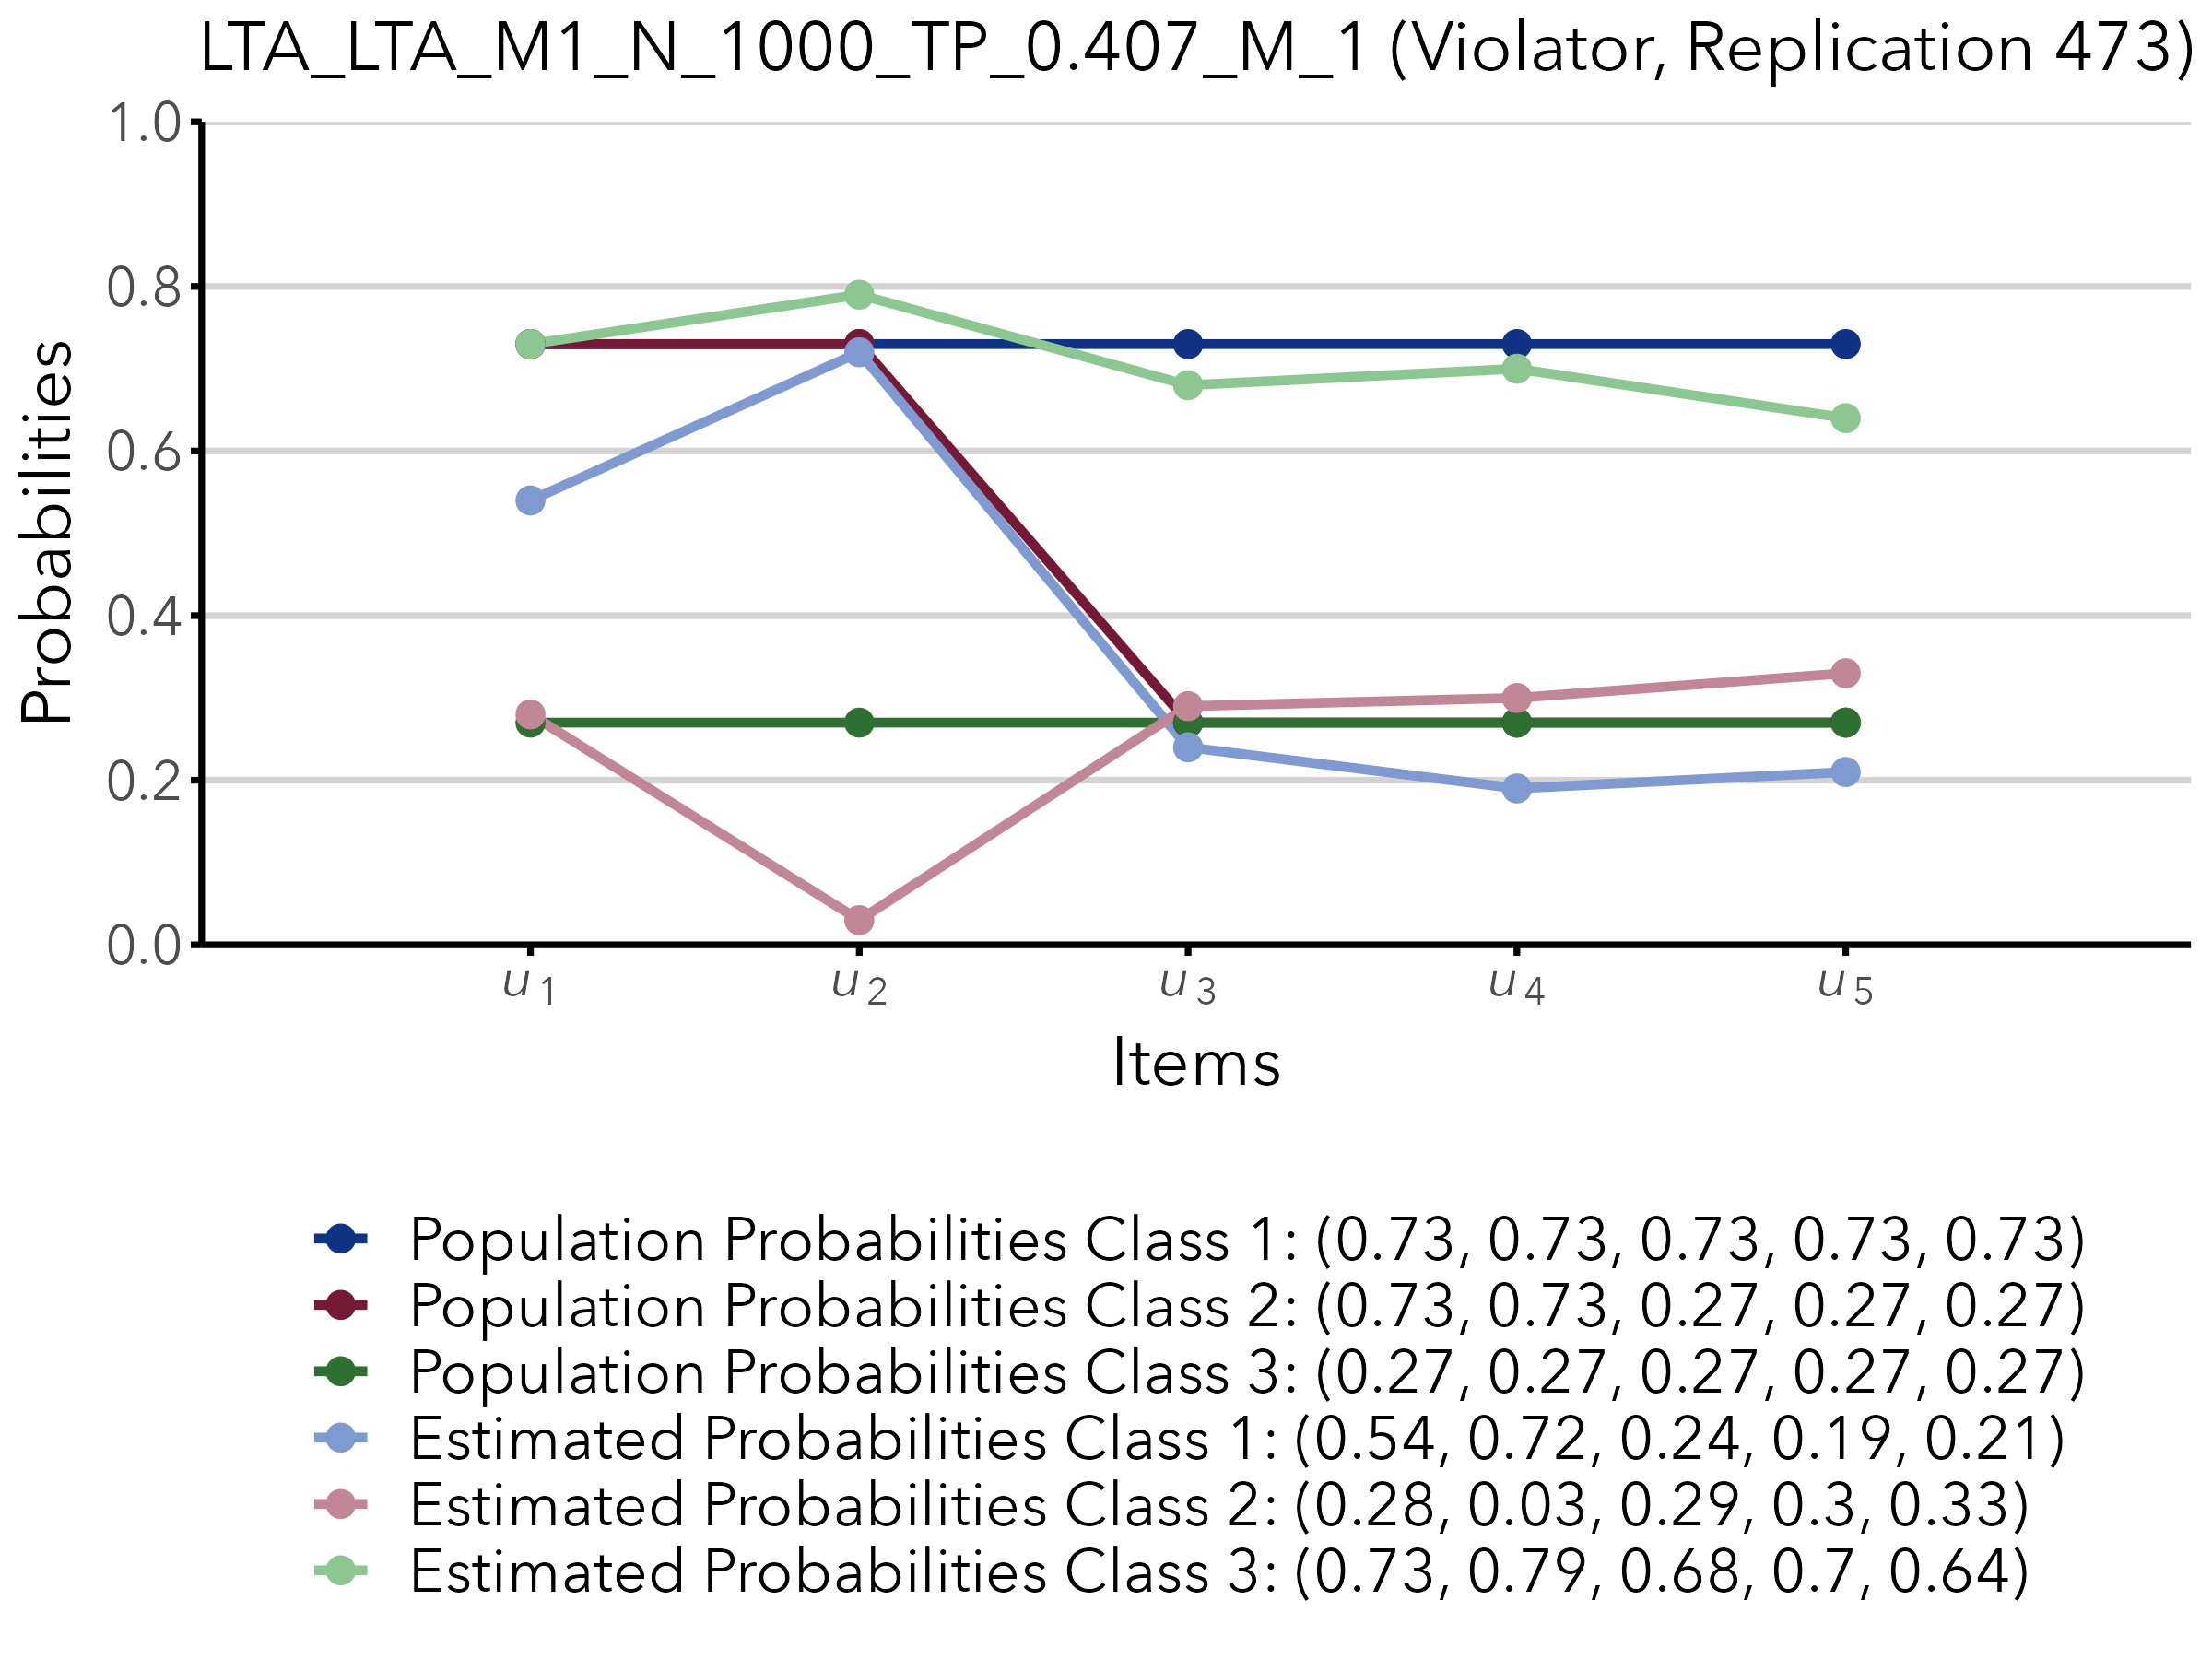 LTA_LTA_M1_N_1000_TP_0.407_M_1 (Violator, Replication 473)
1.0
0.8
0.6
0.4
0.2
0.0
Probabilities
u1
u2
u3
u4
u5
Items
Population Probabilities Class 1: (0.73, 0.73, 0.73, 0.73, 0.73)
Population Probabilities Class 2: (0.73, 0.73, 0.27, 0.27, 0.27)
Population Probabilities Class 3: (0.27, 0.27, 0.27, 0.27, 0.27)
Estimated Probabilities Class 1: (0.54, 0.72, 0.24, 0.19, 0.21)
Estimated Probabilities Class 2: (0.28, 0.03, 0.29, 0.3, 0.33)
Estimated Probabilities Class 3: (0.73, 0.79, 0.68, 0.7, 0.64)